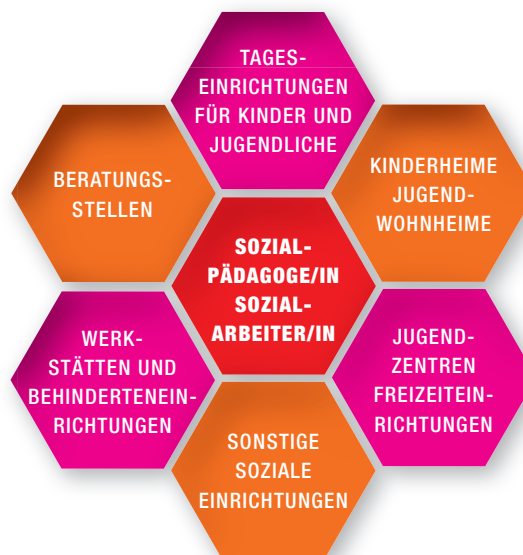 TAGES-
EINRICHTUNGEN
FÜR KINDER UND
JUGENDLICHE
BERATUNGS-
STELLEN
KINDERHEIME
JUGEND-
WOHNHEIME
SOZIAL-
PÄDAGOGE/IN
SOZIAL-
ARBEITER/IN
WERK-
STÄTTEN UND
BEHINDERTENEIN-
RICHTUNGEN
JUGEND-
ZENTREN
FREIZEITEIN-
RICHTUNGEN
SONSTIGE
SOZIALE
EINRICHTUNGEN